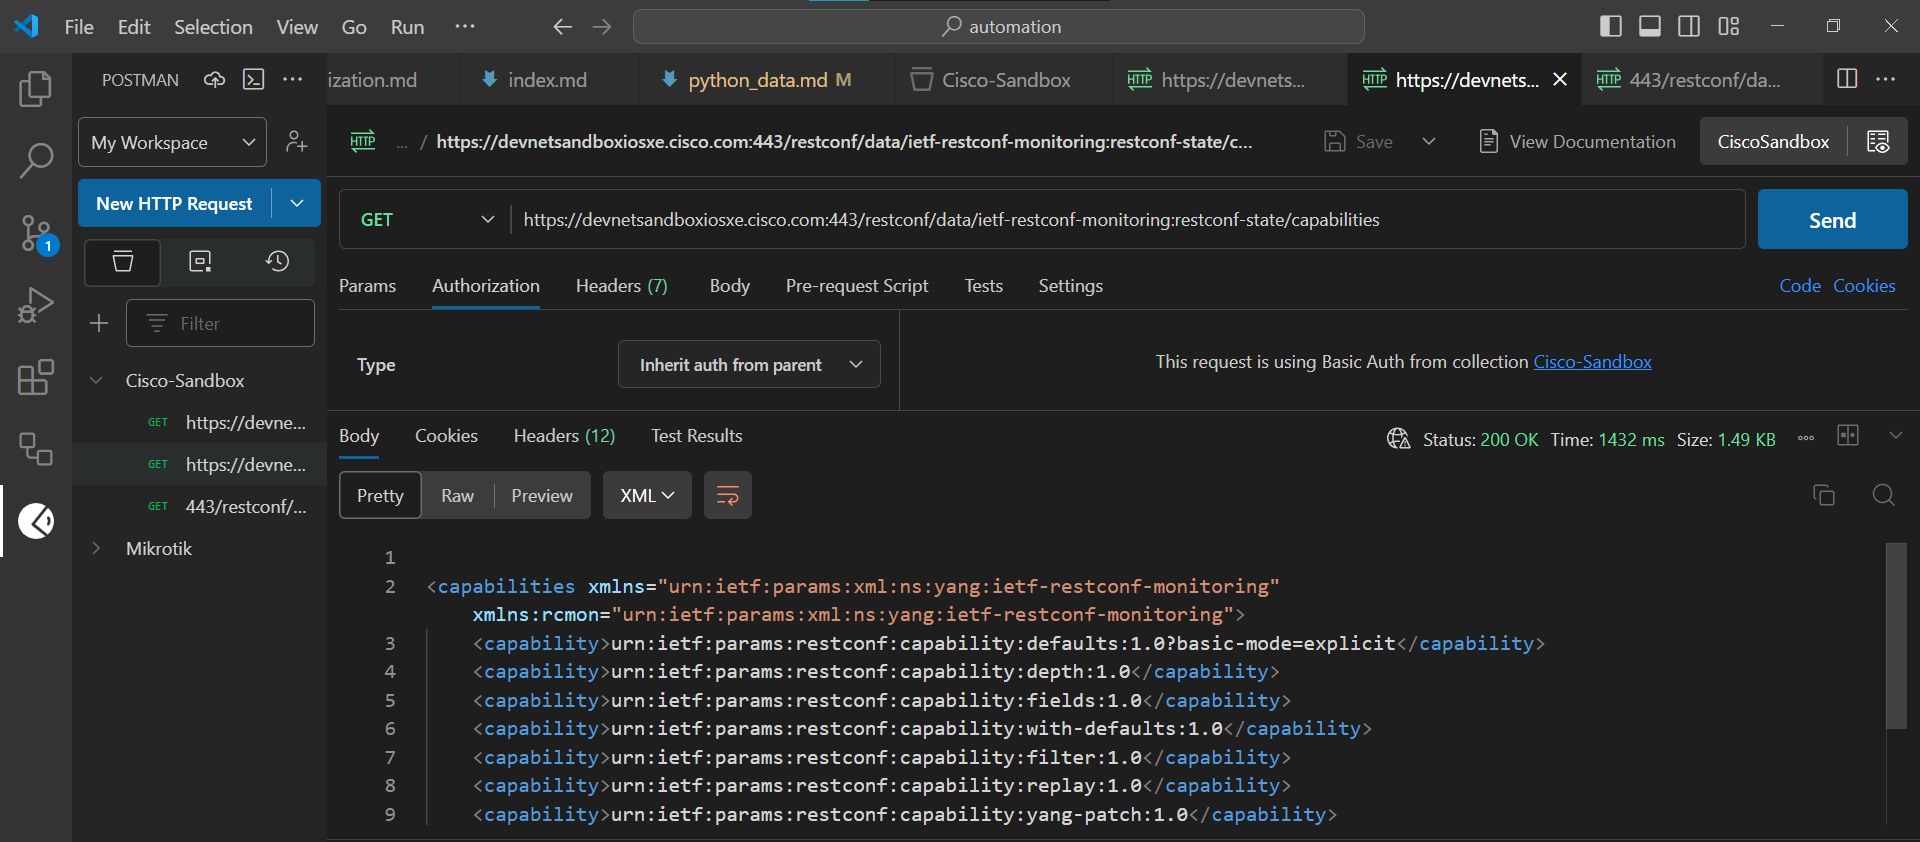 File Edit Selection View Go Run ··· automation
POSTMAN ···
ization.md index.md python_data.md M Cisco-Sandbox https://devnets... https://devnets... 443/restconf/da... ···
My Workspace
... / https://devnetsandboxiosxe.cisco.com:443/restconf/data/ietf-restconf-monitoring:restconf-state/c... Save View Documentation CiscoSandbox
New HTTP Request
GET https://devnetsandboxiosxe.cisco.com:443/restconf/data/ietf-restconf-monitoring:restconf-state/capabilities Send
1
Params Authorization Headers (7) Body Pre-request Script Tests Settings Code Cookies
Filter
Type Inherit auth from parent This request is using Basic Auth from collection Cisco-Sandbox
Cisco-Sandbox
GET https://devne...
GET https://devne...
GET 443/restconf/...
Mikrotik
Body Cookies Headers (12) Test Results Status: 200 OK Time: 1432 ms Size: 1.49 KB
Pretty Raw Preview XML
1
2 <capabilities xmlns="urn:ietf:params:xml:ns:yang:ietf-restconf-monitoring"
xmlns:rcmon="urn:ietf:params:xml:ns:yang:ietf-restconf-monitoring">
3 <capability>urn:ietf:params:restconf:capability:defaults:1.0?basic-mode=explicit</capability>
4 <capability>urn:ietf:params:restconf:capability:depth:1.0</capability>
5 <capability>urn:ietf:params:restconf:capability:fields:1.0</capability>
6 <capability>urn:ietf:params:restconf:capability:with-defaults:1.0</capability>
7 <capability>urn:ietf:params:restconf:capability:filter:1.0</capability>
8 <capability>urn:ietf:params:restconf:capability:replay:1.0</capability>
9 <capability>urn:ietf:params:restconf:capability:yang-patch:1.0</capability>